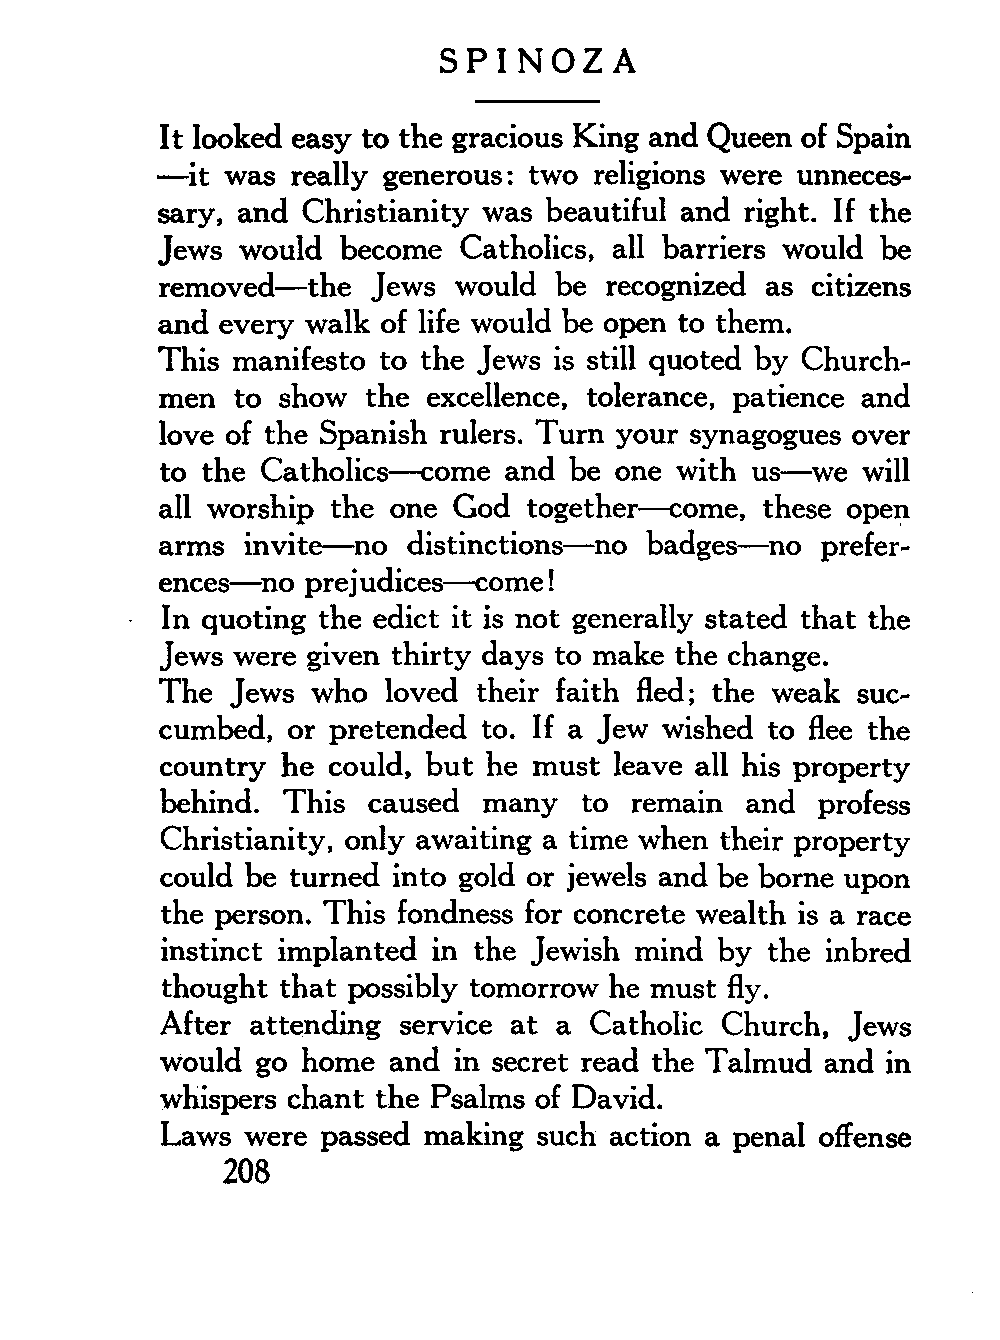 SPINOZA
It looked easy to the gracious King and Queen of Spain
—it was really generous: two religions were unneces-
sary, and Christianity was beautiful and right. If the
Jews would become Catholics, all barriers would be
removed—the Jews would be recognized as citizens
and every walk of life would be open to them.
This manifesto to the Jews is still quoted by Church-
men to show the excellence, tolerance, patience and
love of the Spanish rulers. Turn your synagogues over
to the Catholics—come and be one with us—we will
all worship the one God together—come, these open
arms invite—no distinctions—no badges—no prefer-
ences—no prejudices—come!
In quoting the edict it is not generally stated that the
Jews were given thirty days to make the change.
The Jews who loved their faith fled; the weak suc-
cumbed, or pretended to. If a Jew wished to flee the
country he could, but he must leave all his property
behind. This caused many to remain and profess
Christianity, only awaiting a time when their property
could be turned into gold or jewels and be borne upon
the person. This fondness for concrete wealth is a race
instinct implanted in the Jewish mind by the inbred
thought that possibly tomorrow he must fly.
After attending service at a Catholic Church, Jews
would go home and in secret read the Talmud and in
whispers chant the Psalms of David.
Laws were passed making such action a penal offense
208